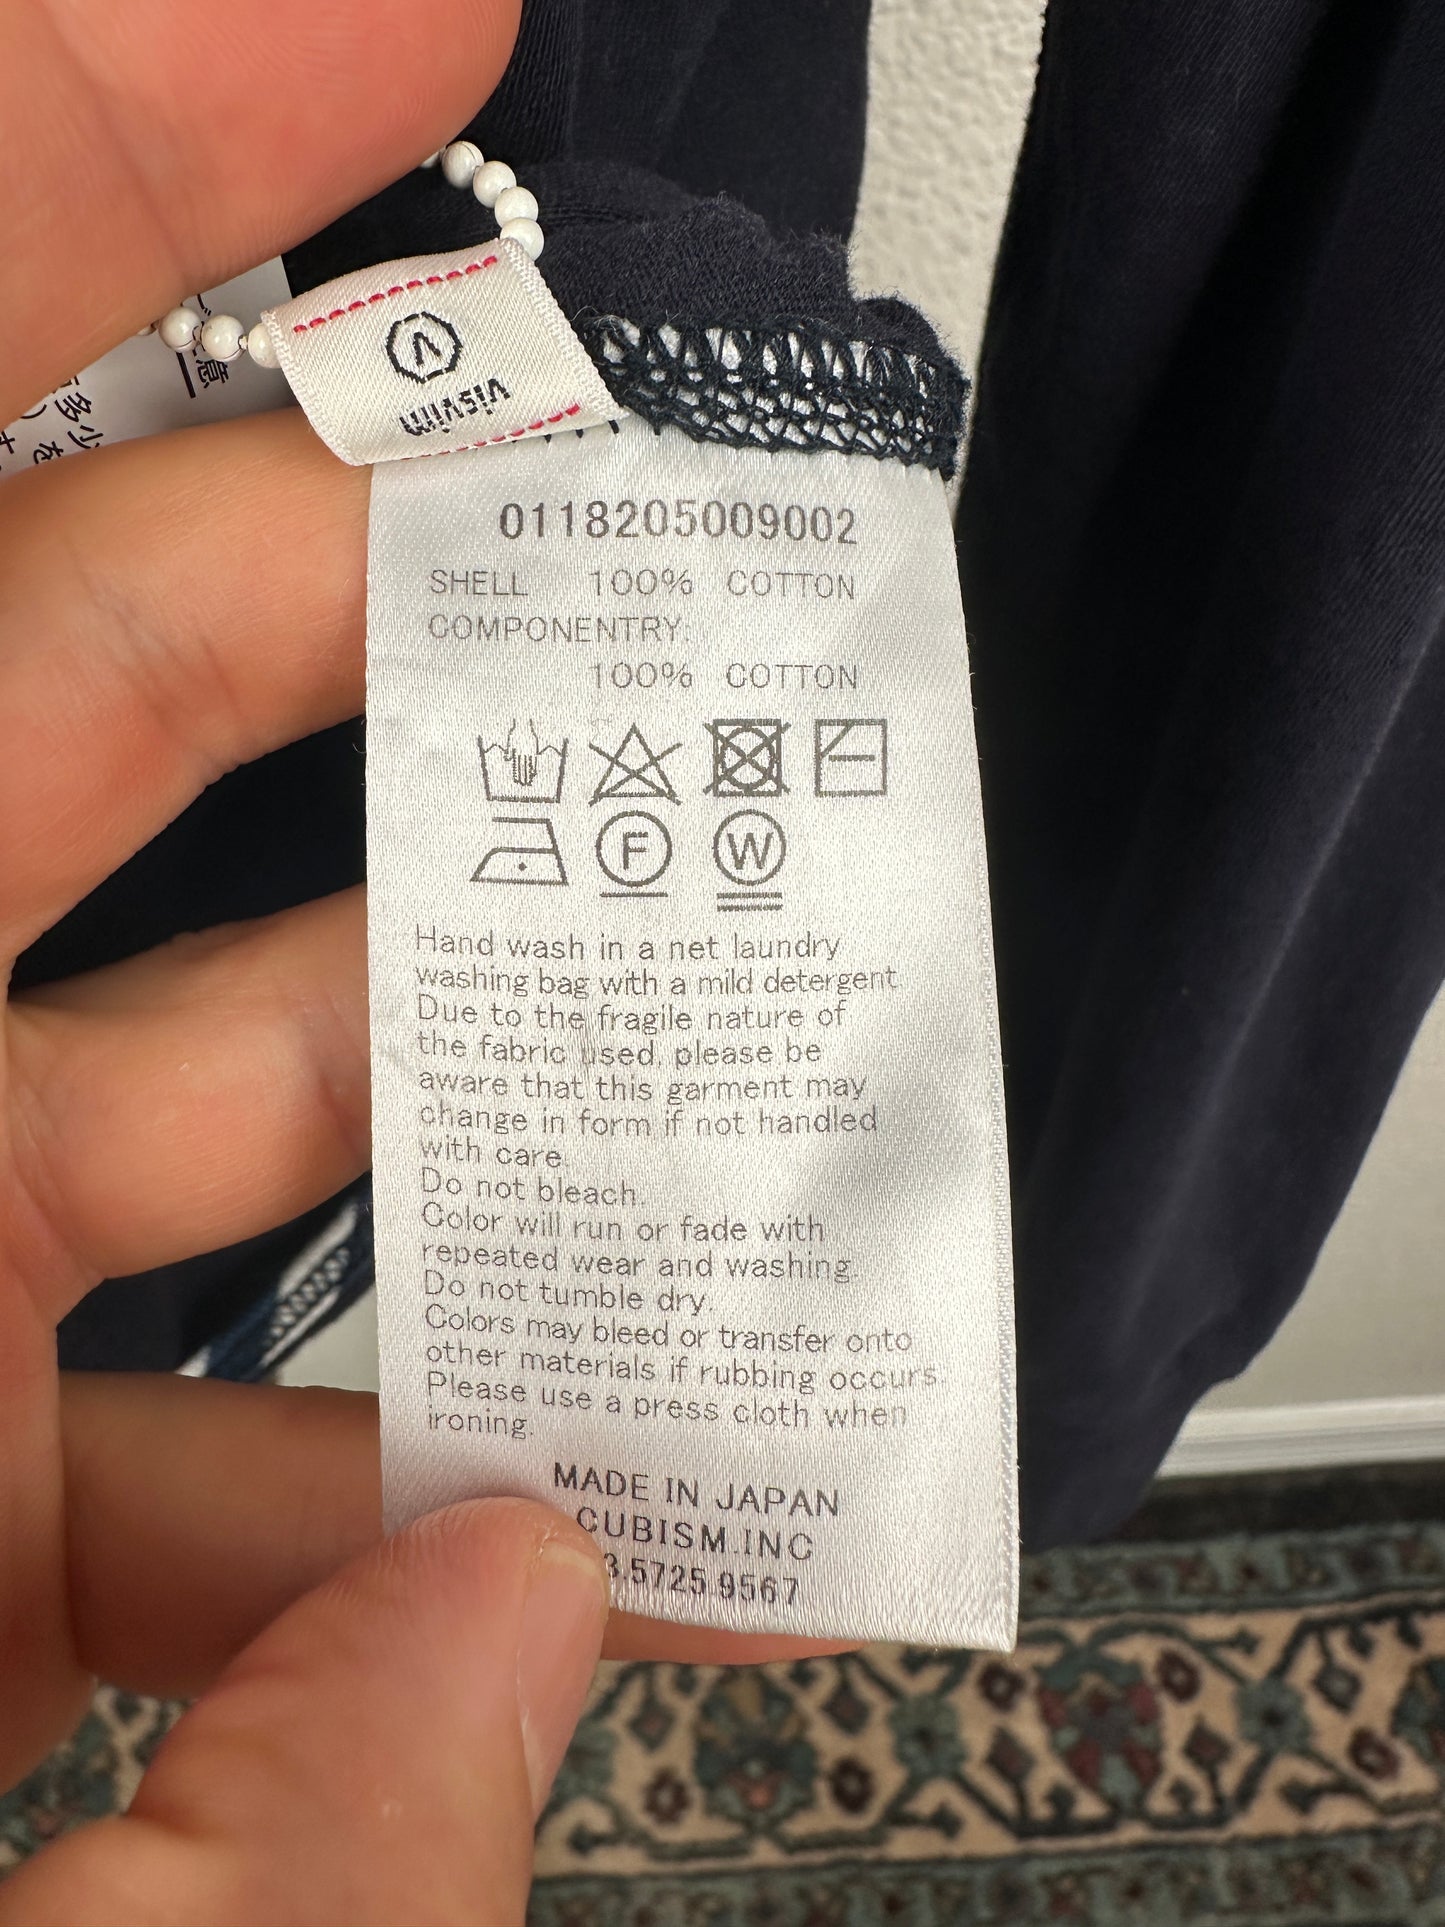 visvim
0118205009002
SHELL 100% COTTON
COMPONENTRY:
100% COTTON
F
W
Hand wash in a net laundry
washing bag with a mild detergent
Due to the fragile nature of
the fabric used, please be
aware that this garment may
change in form if not handled
with care.
Do not bleach.
Color will run or fade with
repeated wear and washing.
Do not tumble dry.
Colors may bleed or transfer onto
other materials if rubbing occurs.
Please use a press cloth when
ironing.
MADE IN JAPAN
CUBISM.INC
3.5725.9567